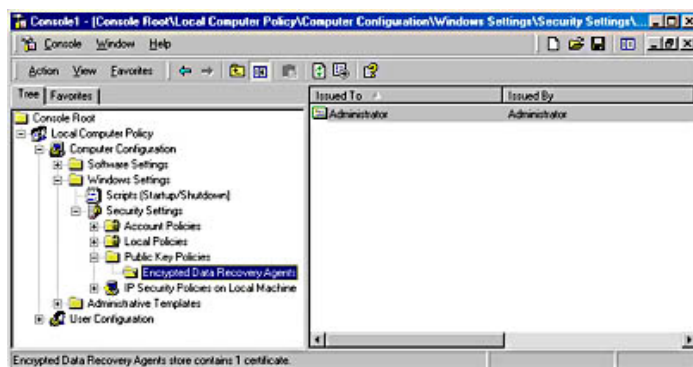 Console1 - [Console Root\Local Computer Policy\Computer Configuration\Windows Settings\Security Settings\...
Console Window Help
Action View Favorites
Tree Favorites
Issued To Issued By
Console Root
Administrator Administrator
Local Computer Policy
Computer Configuration
Software Settings
Windows Settings
Scripts (Startup/Shutdown)
Security Settings
Account Policies
Local Policies
Public Key Policies
Encrypted Data Recovery Agents
IP Security Policies on Local Machine
Administrative Templates
User Configuration
Encrypted Data Recovery Agents store contains 1 certificate.